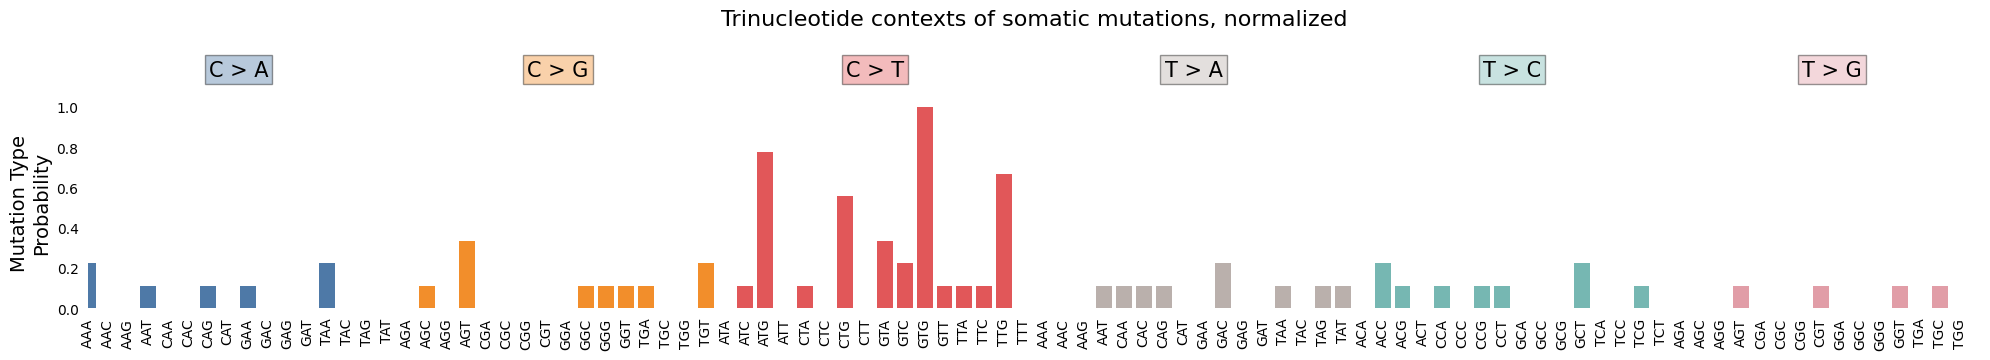 Trinucleotide contexts of somatic mutations, normalized
C > A
C > G
C > T
T > A
T > C
T > G
Mutation Type
Probability
1.0
0.8
0.6
0.4
0.2
0.0
AAA
AAC
AAG
AAT
CAA
CAC
CAG
CAT
GAA
GAC
GAG
GAT
TAA
TAC
TAG
TAT
AGA
AGC
AGG
AGT
CGA
CGC
CGG
CGT
GGA
GGC
GGG
GGT
TGA
TGC
TGG
TGT
ATA
ATC
ATG
ATT
CTA
CTC
CTG
CTT
GTA
GTC
GTG
GTT
TTA
TTC
TTG
TTT
AAA
AAC
AAG
AAT
CAA
CAC
CAG
CAT
GAA
GAC
GAG
GAT
TAA
TAC
TAG
TAT
ACA
ACC
ACG
ACT
CCA
CCC
CCG
CCT
GCA
GCC
GCG
GCT
TCA
TCC
TCG
TCT
AGA
AGC
AGG
AGT
CGA
CGC
CGG
CGT
GGA
GGC
GGG
GGT
TGA
TGC
TGG